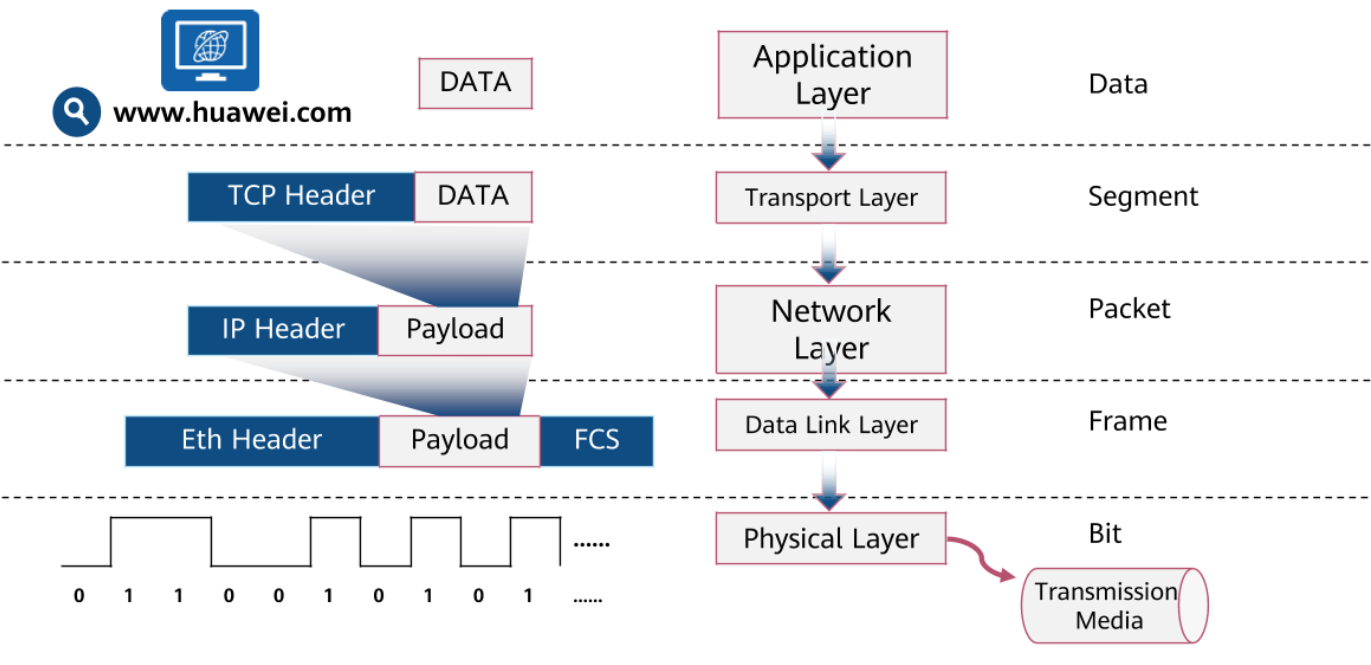 www.huawei.com
DATA
Application
Layer
Data
TCP Header
DATA
Transport Layer
Segment
IP Header
Payload
Network
Layer
Packet
Eth Header
Payload
FCS
Data Link Layer
Frame
......
0 1 1 0 0 1 0 1 0 1 ......
Physical Layer
Bit
Transmission
Media